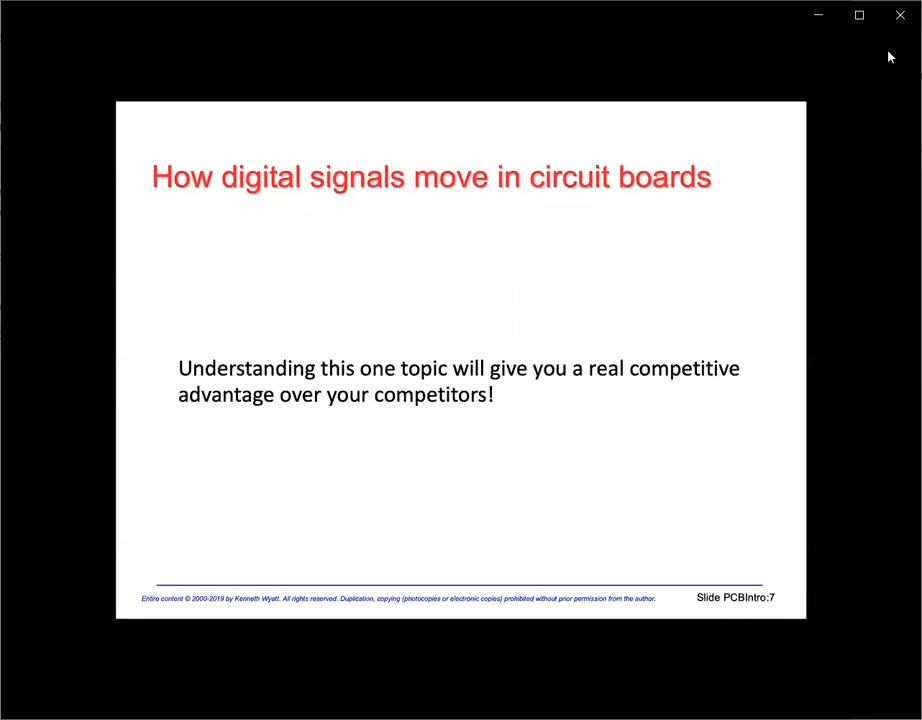 How digital signals move in circuit boards
Understanding this one topic will give you a real competitive
advantage over your competitors!
Entire content © 2000-2019 by Kenneth Wyatt. All rights reserved. Duplication, copying (photocopies or electronic copies) prohibited without prior permission from the author.
Slide PCBIntro:7